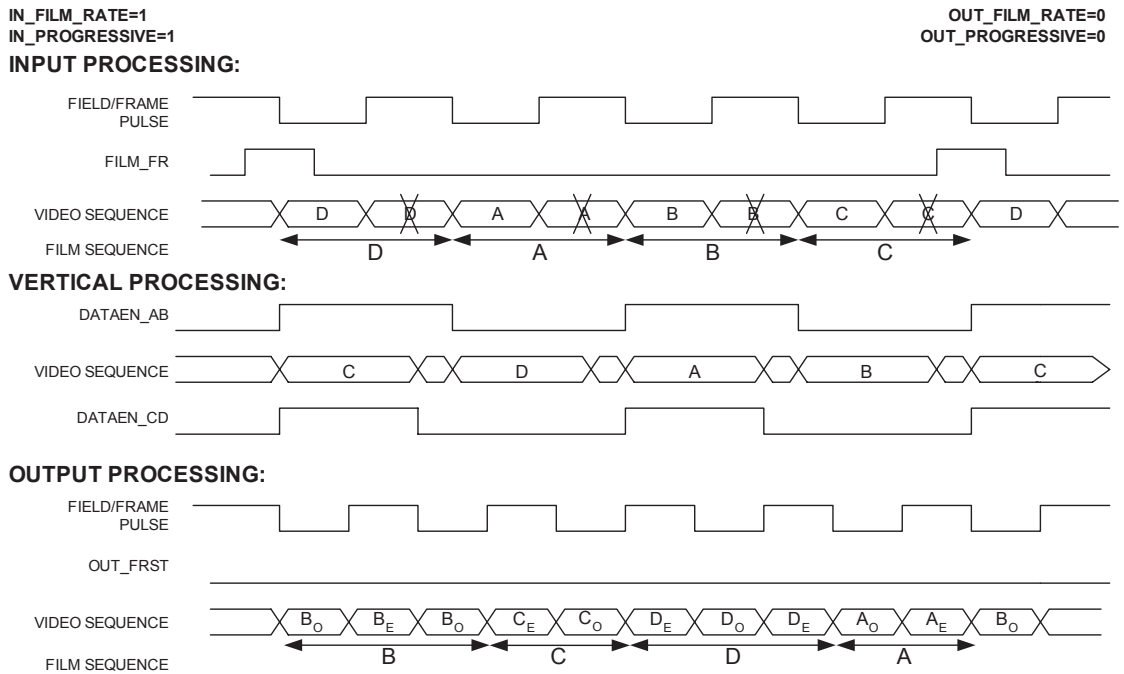 IN_FILM_RATE=1 OUT_FILM_RATE=0
IN_PROGRESSIVE=1 OUT_PROGRESSIVE=0
INPUT PROCESSING:
FIELD/FRAME
PULSE
FILM_FR
VIDEO SEQUENCE D D A A B B C C D
FILM SEQUENCE D A B C
VERTICAL PROCESSING:
DATAEN_AB
VIDEO SEQUENCE C D A B C
DATAEN_CD
OUTPUT PROCESSING:
FIELD/FRAME
PULSE
OUT_FRST
VIDEO SEQUENCE BO BE BO CE CO DE DO DE AO AE BO
FILM SEQUENCE B C D A